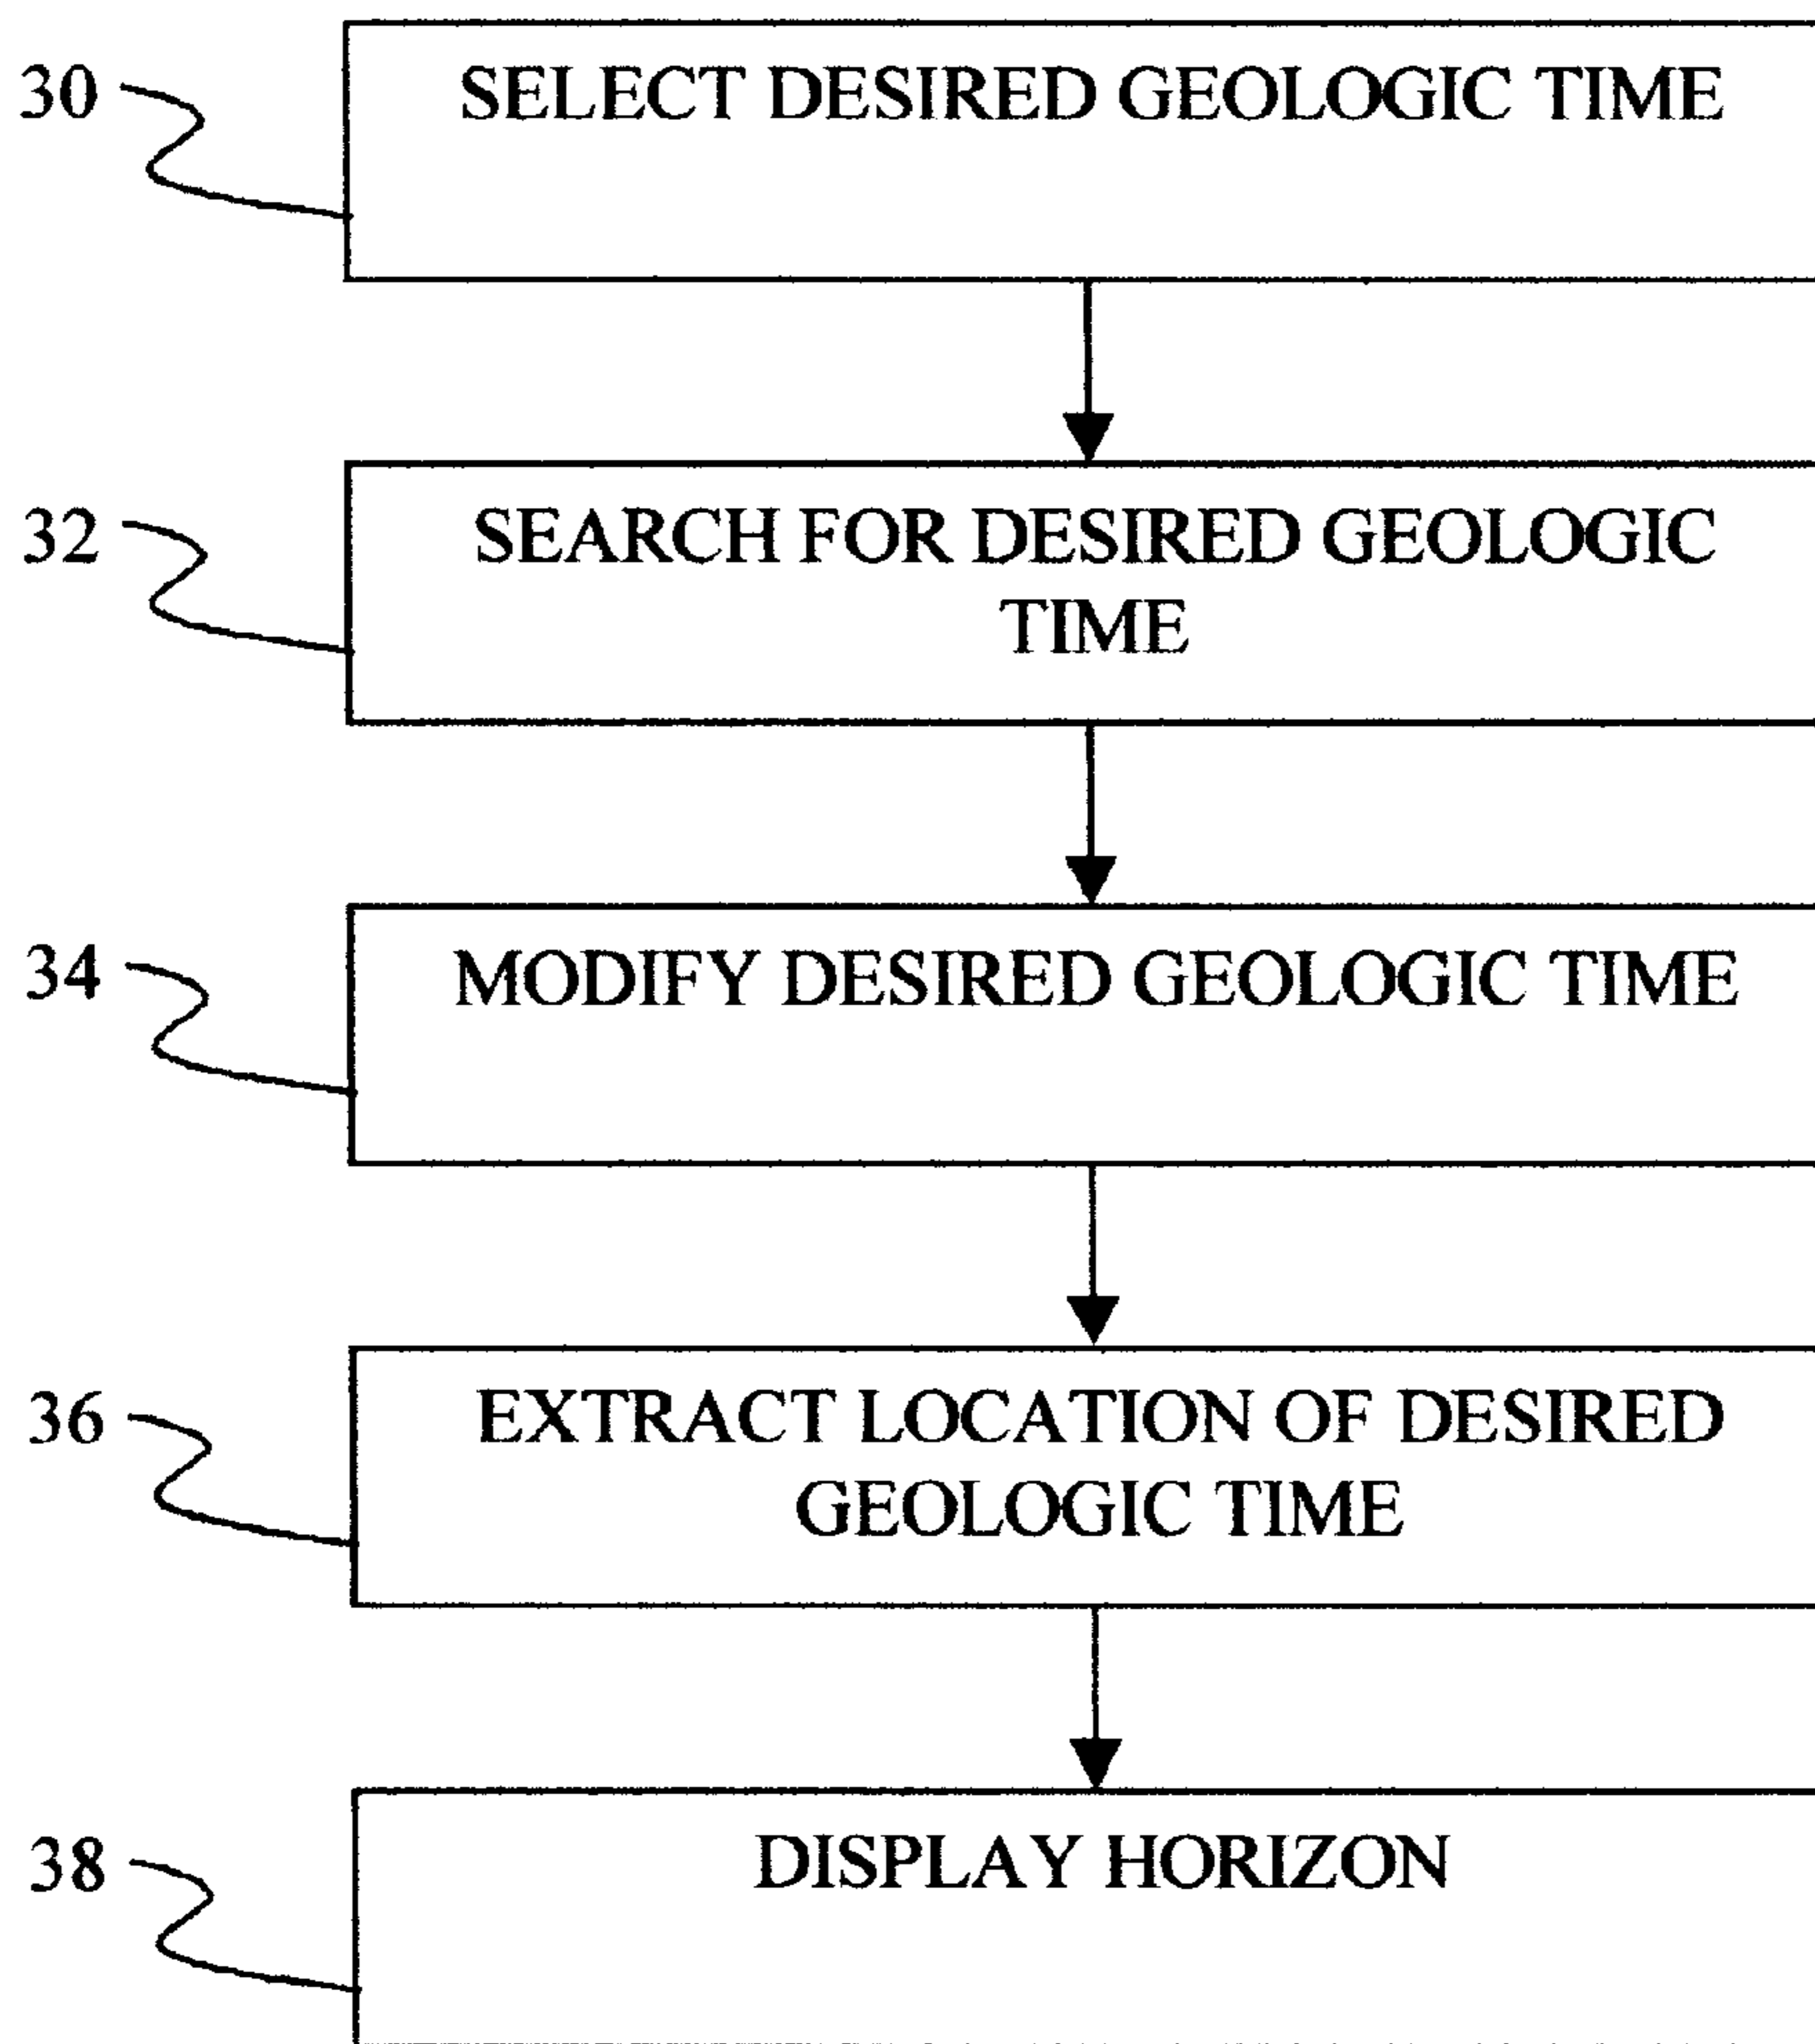 30
SELECT DESIRED GEOLOGIC TIME
32
SEARCH FOR DESIRED GEOLOGIC
TIME
34
MODIFY DESIRED GEOLOGIC TIME
36
EXTRACT LOCATION OF DESIRED
GEOLOGIC TIME
38
DISPLAY HORIZON